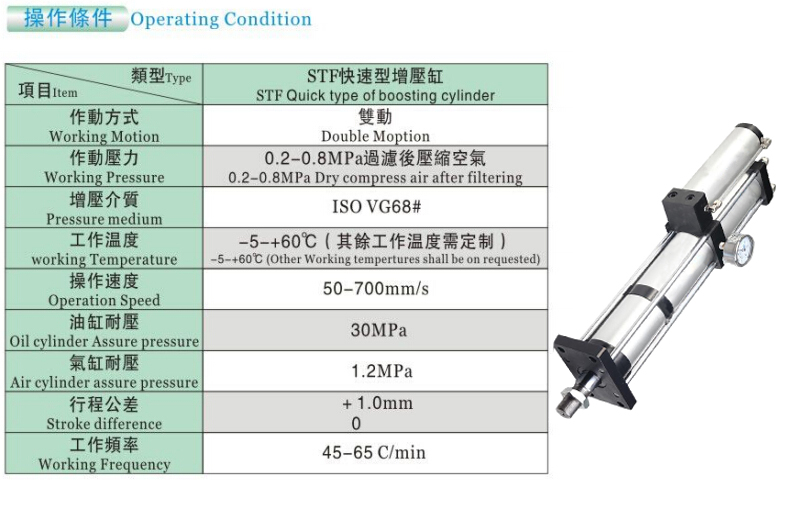 操作條件 Operating Condition
類型Type
項目Item
STF快速型增壓缸
STF Quick type of boosting cylinder
作動方式
Working Motion
雙動
Double Moption
作動壓力
Working Pressure
0.2-0.8MPa過濾後壓縮空氣
0.2-0.8MPa Dry compress air after filtering
增壓介質
Pressure medium
ISO VG68#
工作温度
working Temperature
-5-+60℃ ( 其餘工作温度需定制 )
-5-+60℃ (Other Working tempertures shall be on requested)
操作速度
Operation Speed
50-700mm/s
油缸耐壓
Oil cylinder Assure pressure
30MPa
氣缸耐壓
Air cylinder assure pressure
1.2MPa
行程公差
Stroke difference
+ 1.0mm
0
工作頻率
Working Frequency
45-65 C/min